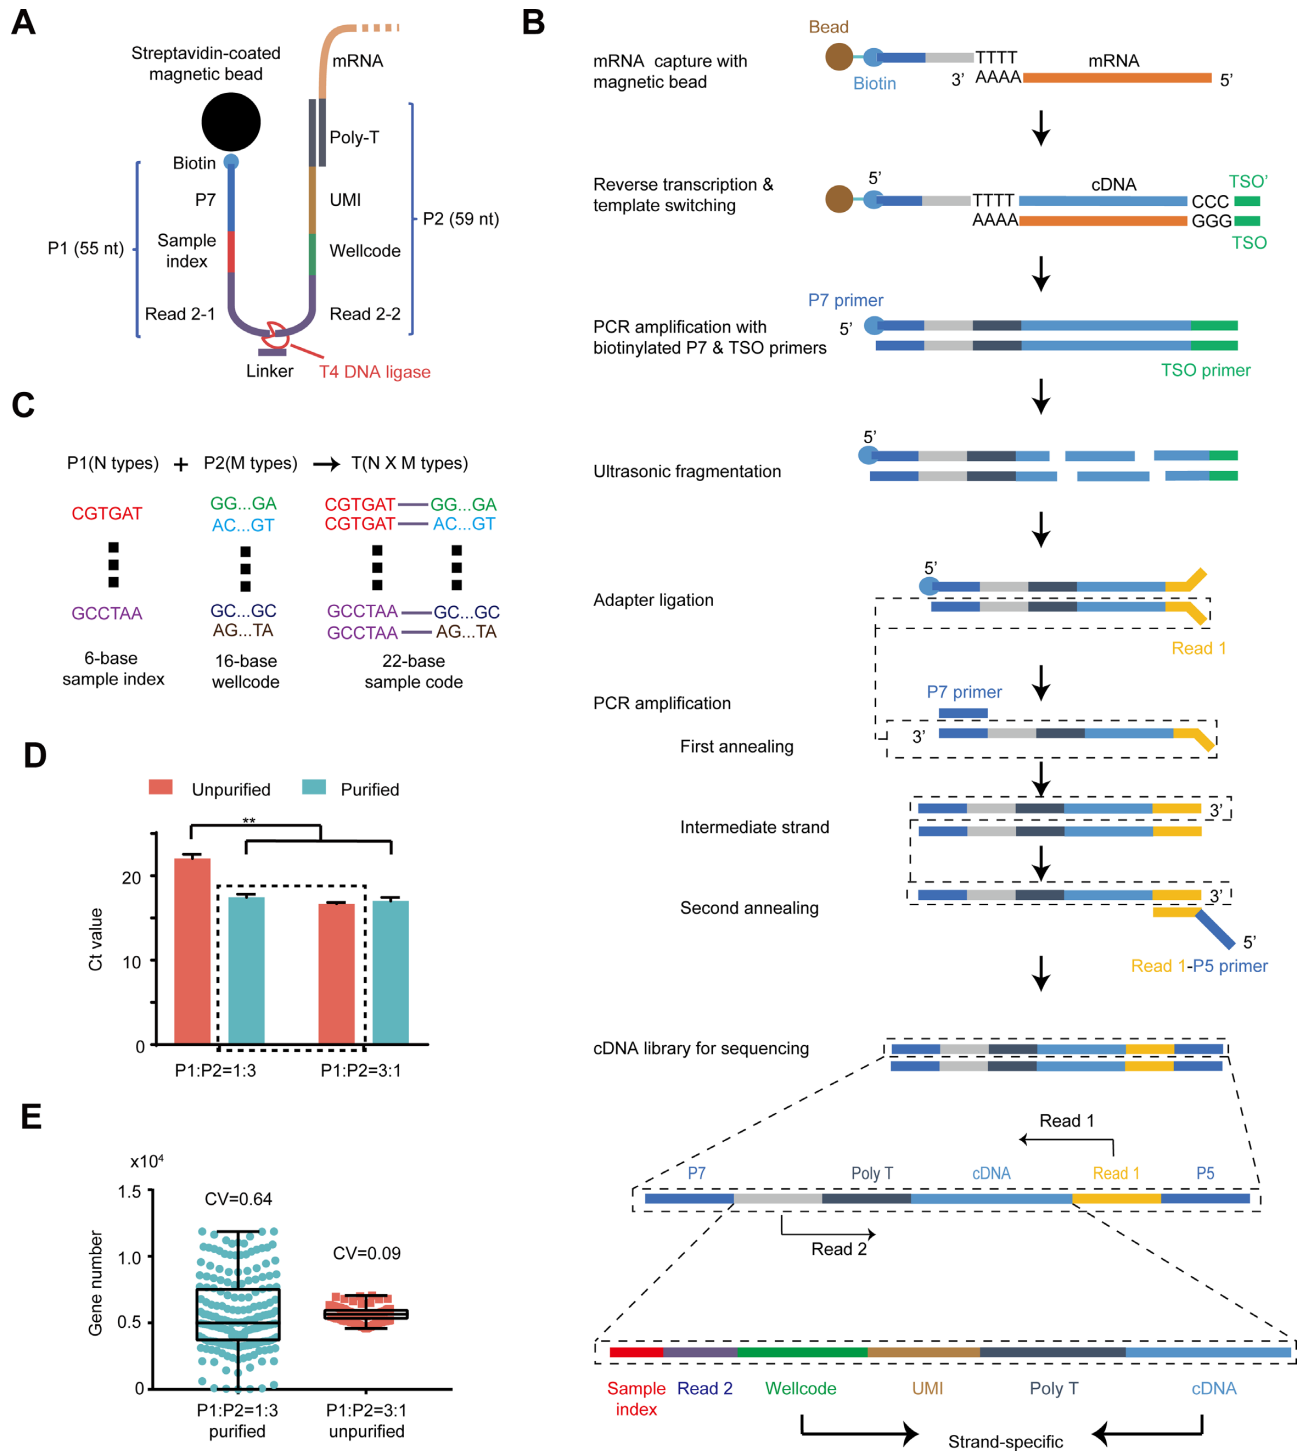 A
Streptavidin-coated
magnetic bead
mRNA
Poly-T
Biotin
P7
UMI
P1 (55 nt)
P2 (59 nt)
Sample
index
Wellcode
Read 2-1
Read 2-2
Linker
T4 DNA ligase
B
mRNA capture with
magnetic bead
Bead
Biotin
TTTT
mRNA
3’
AAAA
5’
Reverse transcription &
template switching
5’
TTTT
cDNA
CCC
TSO’
AAAA
GGG
TSO
PCR amplification with
biotinylated P7 & TSO primers
P7 primer
5’
TSO primer
Ultrasonic fragmentation
5’
Adapter ligation
5’
Read 1
PCR amplification
P7 primer
First annealing
3’
Intermediate strand
3’
Second annealing
3’
5’
Read 1-P5 primer
cDNA library for sequencing
Read 1
P7
Poly T
cDNA
Read 1
P5
Read 2
Sample
index
Read 2
Wellcode
UMI
Poly T
cDNA
Strand-specific
C
P1(N types) + P2(M types) T(N X M types)
CGTGAT
GG...GA
AC...GT
CGTGAT GG...GA
CGTGAT AC...GT
GCCTAA
GC...GC
AG...TA
GCCTAA GC...GC
GCCTAA AG...TA
6-base
sample index
16-base
wellcode
22-base
sample code
D
Unpurified
Purified
**
Ct value
20
10
0
P1:P2=1:3
P1:P2=3:1
E
x10⁴
Gene number
1.5
1.0
0.5
0
CV=0.64
CV=0.09
P1:P2=1:3
purified
P1:P2=3:1
unpurified